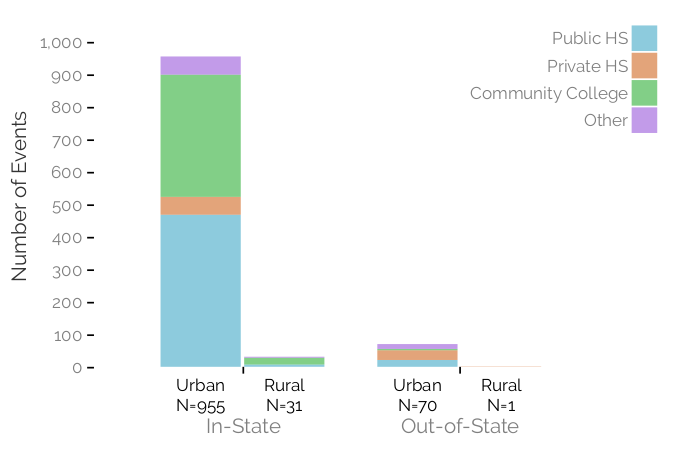 Public HS
Private HS
Community College
Other
Number of Events
1,000
900
800
700
600
500
400
300
200
100
0
Urban
N=955
Rural
N=31
In-State
Urban
N=70
Rural
N=1
Out-of-State